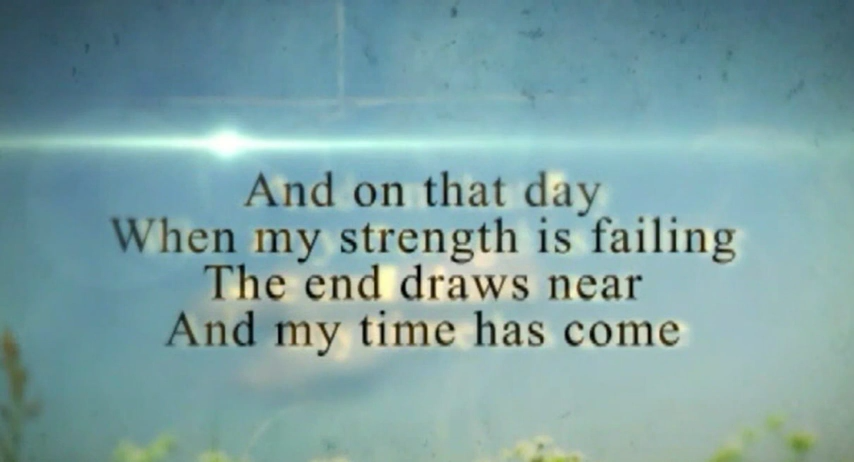 And on that day
When my strength is failing
The end draws near
And my time has come